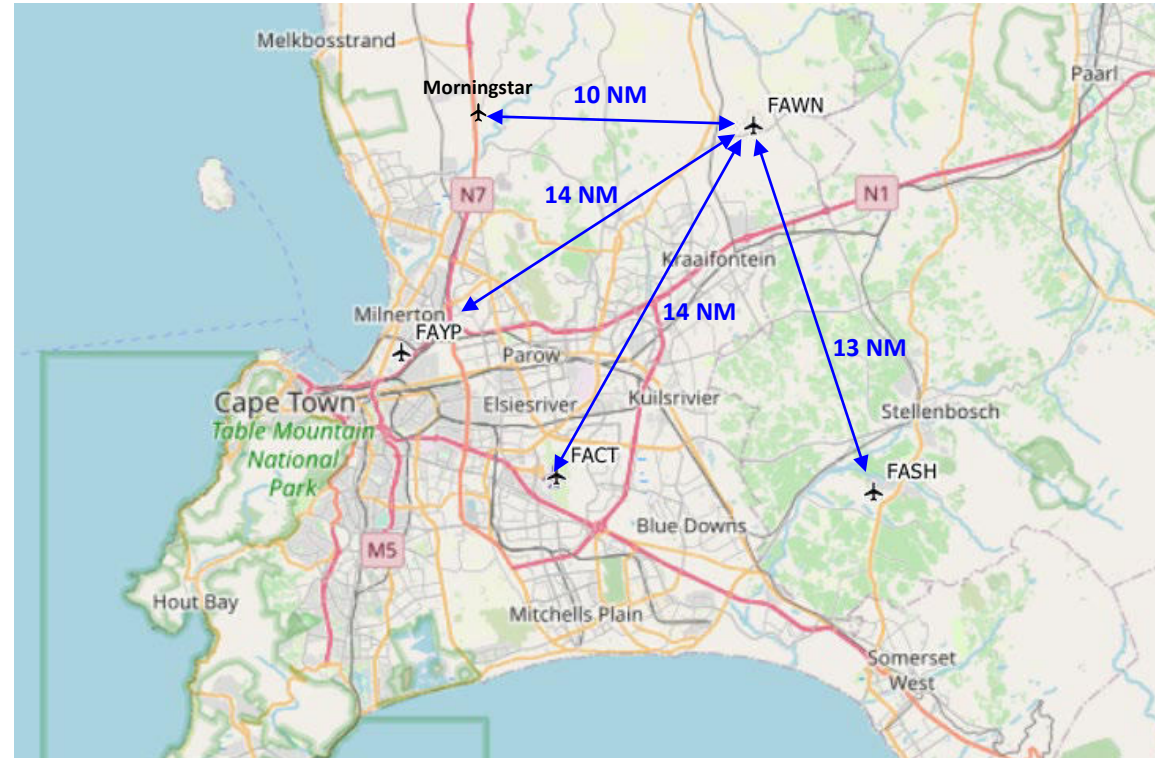 Melkbosstrand
Morningstar
10 NM
FAWN
Paarl
14 NM
N7
N1
Kraaifontein
Milnerton
FAYP
14 NM
13 NM
Parow
Cape Town
Elsiesriver
Kuilsrivier
Stellenbosch
Table Mountain
National
Park
FACT
FASH
Blue Downs
M5
Hout Bay
Mitchells Plain
Somerset
West